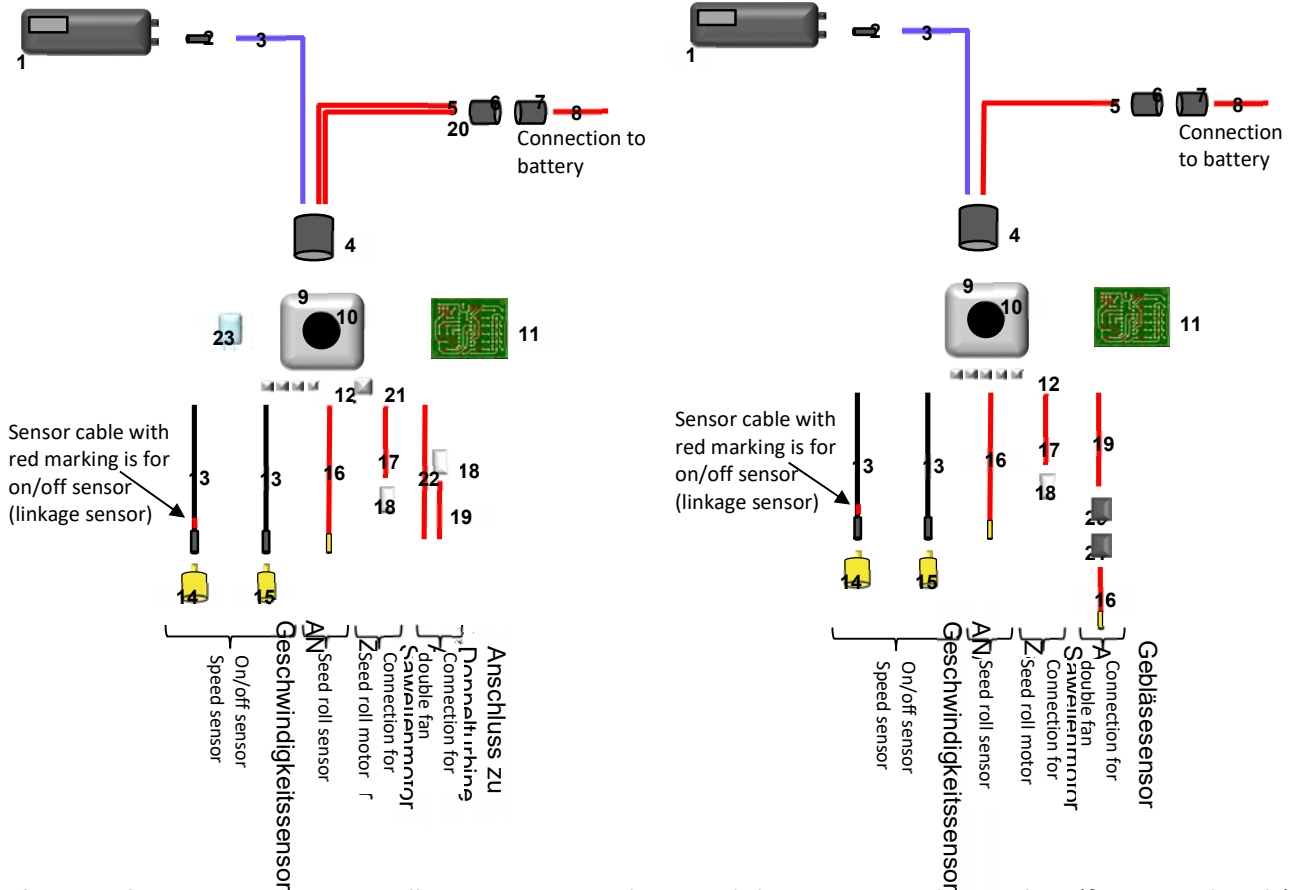 1
2
3
5
6
7
8
20
Connection to
battery
4
9
10
11
23
12
21
Sensor cable with
red marking is for
on/off sensor
(linkage sensor)
13
13
16
17
18
22
18
19
14
15
On/off sensor
Speed sensor
Geschwindigkeitssensor
AN
Seed roll sensor
Connection for
Seed roll motor
Connection for
double fan
Anschluss zu
Doppelturbine
1
2
3
5
6
7
8
Connection
to battery
4
9
10
11
12
Sensor cable with
red marking is for
on/off sensor
(linkage sensor)
13
13
16
17
18
19
20
21
16
14
15
On/off sensor
Speed sensor
Geschwindigkeitssensor
AN
Seed roll sensor
Connection for
Seed roll motor
A
Connection for
double fan
Gebläsesensor